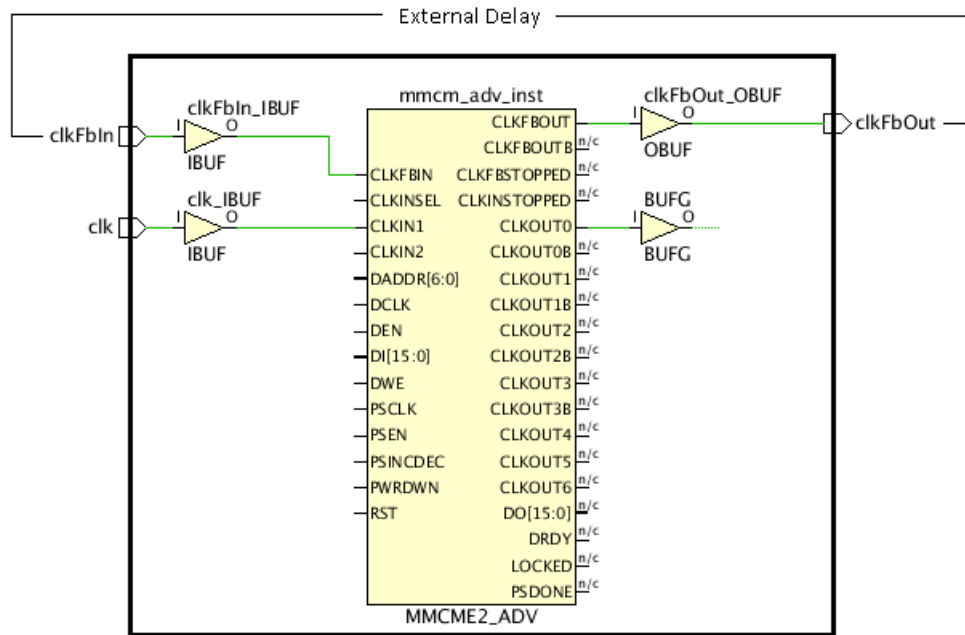 External Delay
mmcm_adv_inst
clkFbIn_IBUF
clkFbOut_OBUF
I O
CLKFBOUT
I O
clkFbIn
clkFbOut
IBUF
CLKFBOUTB n/c
OBUF
CLKFBIN
CLKFBSTOPPED n/c
clk_IBUF
CLKINSEL
CLKINSTOPPED n/c
BUFG
I O
clk
CLKIN1
CLKOUT0
I O
IBUF
CLKIN2
CLKOUT0B n/c
BUFG
DADDR[6:0]
CLKOUT1 n/c
DCLK
CLKOUT1B n/c
DEN
CLKOUT2 n/c
DI[15:0]
CLKOUT2B n/c
DWE
CLKOUT3 n/c
PSCLK
CLKOUT3B n/c
PSEN
CLKOUT4 n/c
PSINCDEC
CLKOUT5 n/c
PWRDWN
CLKOUT6 n/c
RST
DO[15:0] n/c
DRDY n/c
LOCKED n/c
PSDONE n/c
MMCME2_ADV